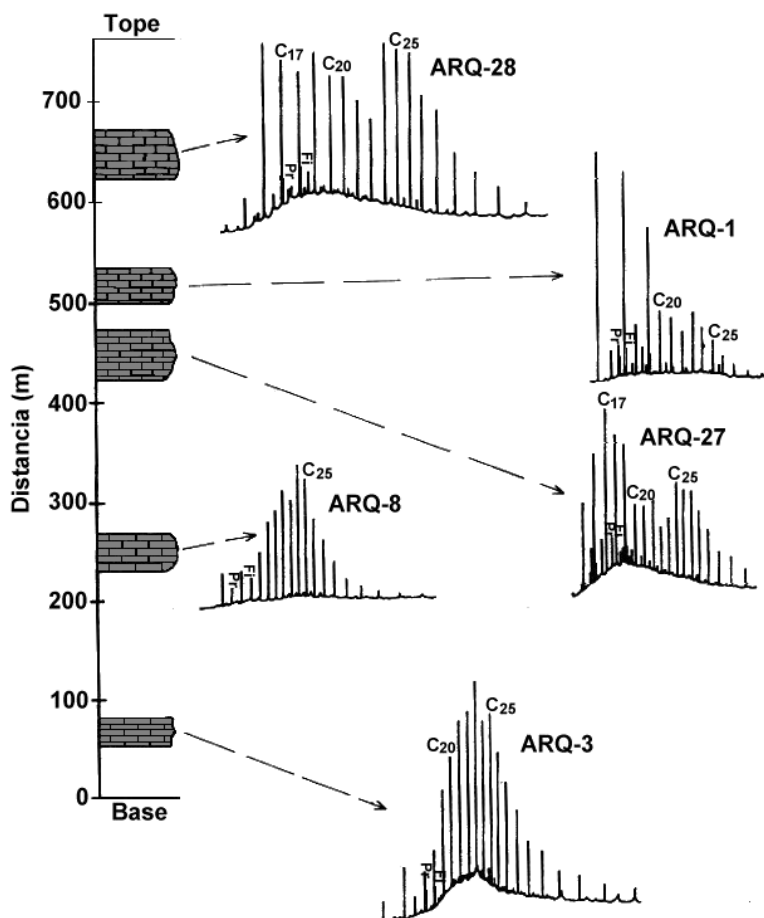 Tope
700
600
500
400
300
200
100
0
Base
Distancia (m)
C17
C20
C25
ARQ-28
Pr
Fi
ARQ-1
Pr
Fi
C20
C25
C17
ARQ-27
Pr
Fi
C20
C25
C25
ARQ-8
Pr
Fi
C20
C25
ARQ-3
Pr
Fi